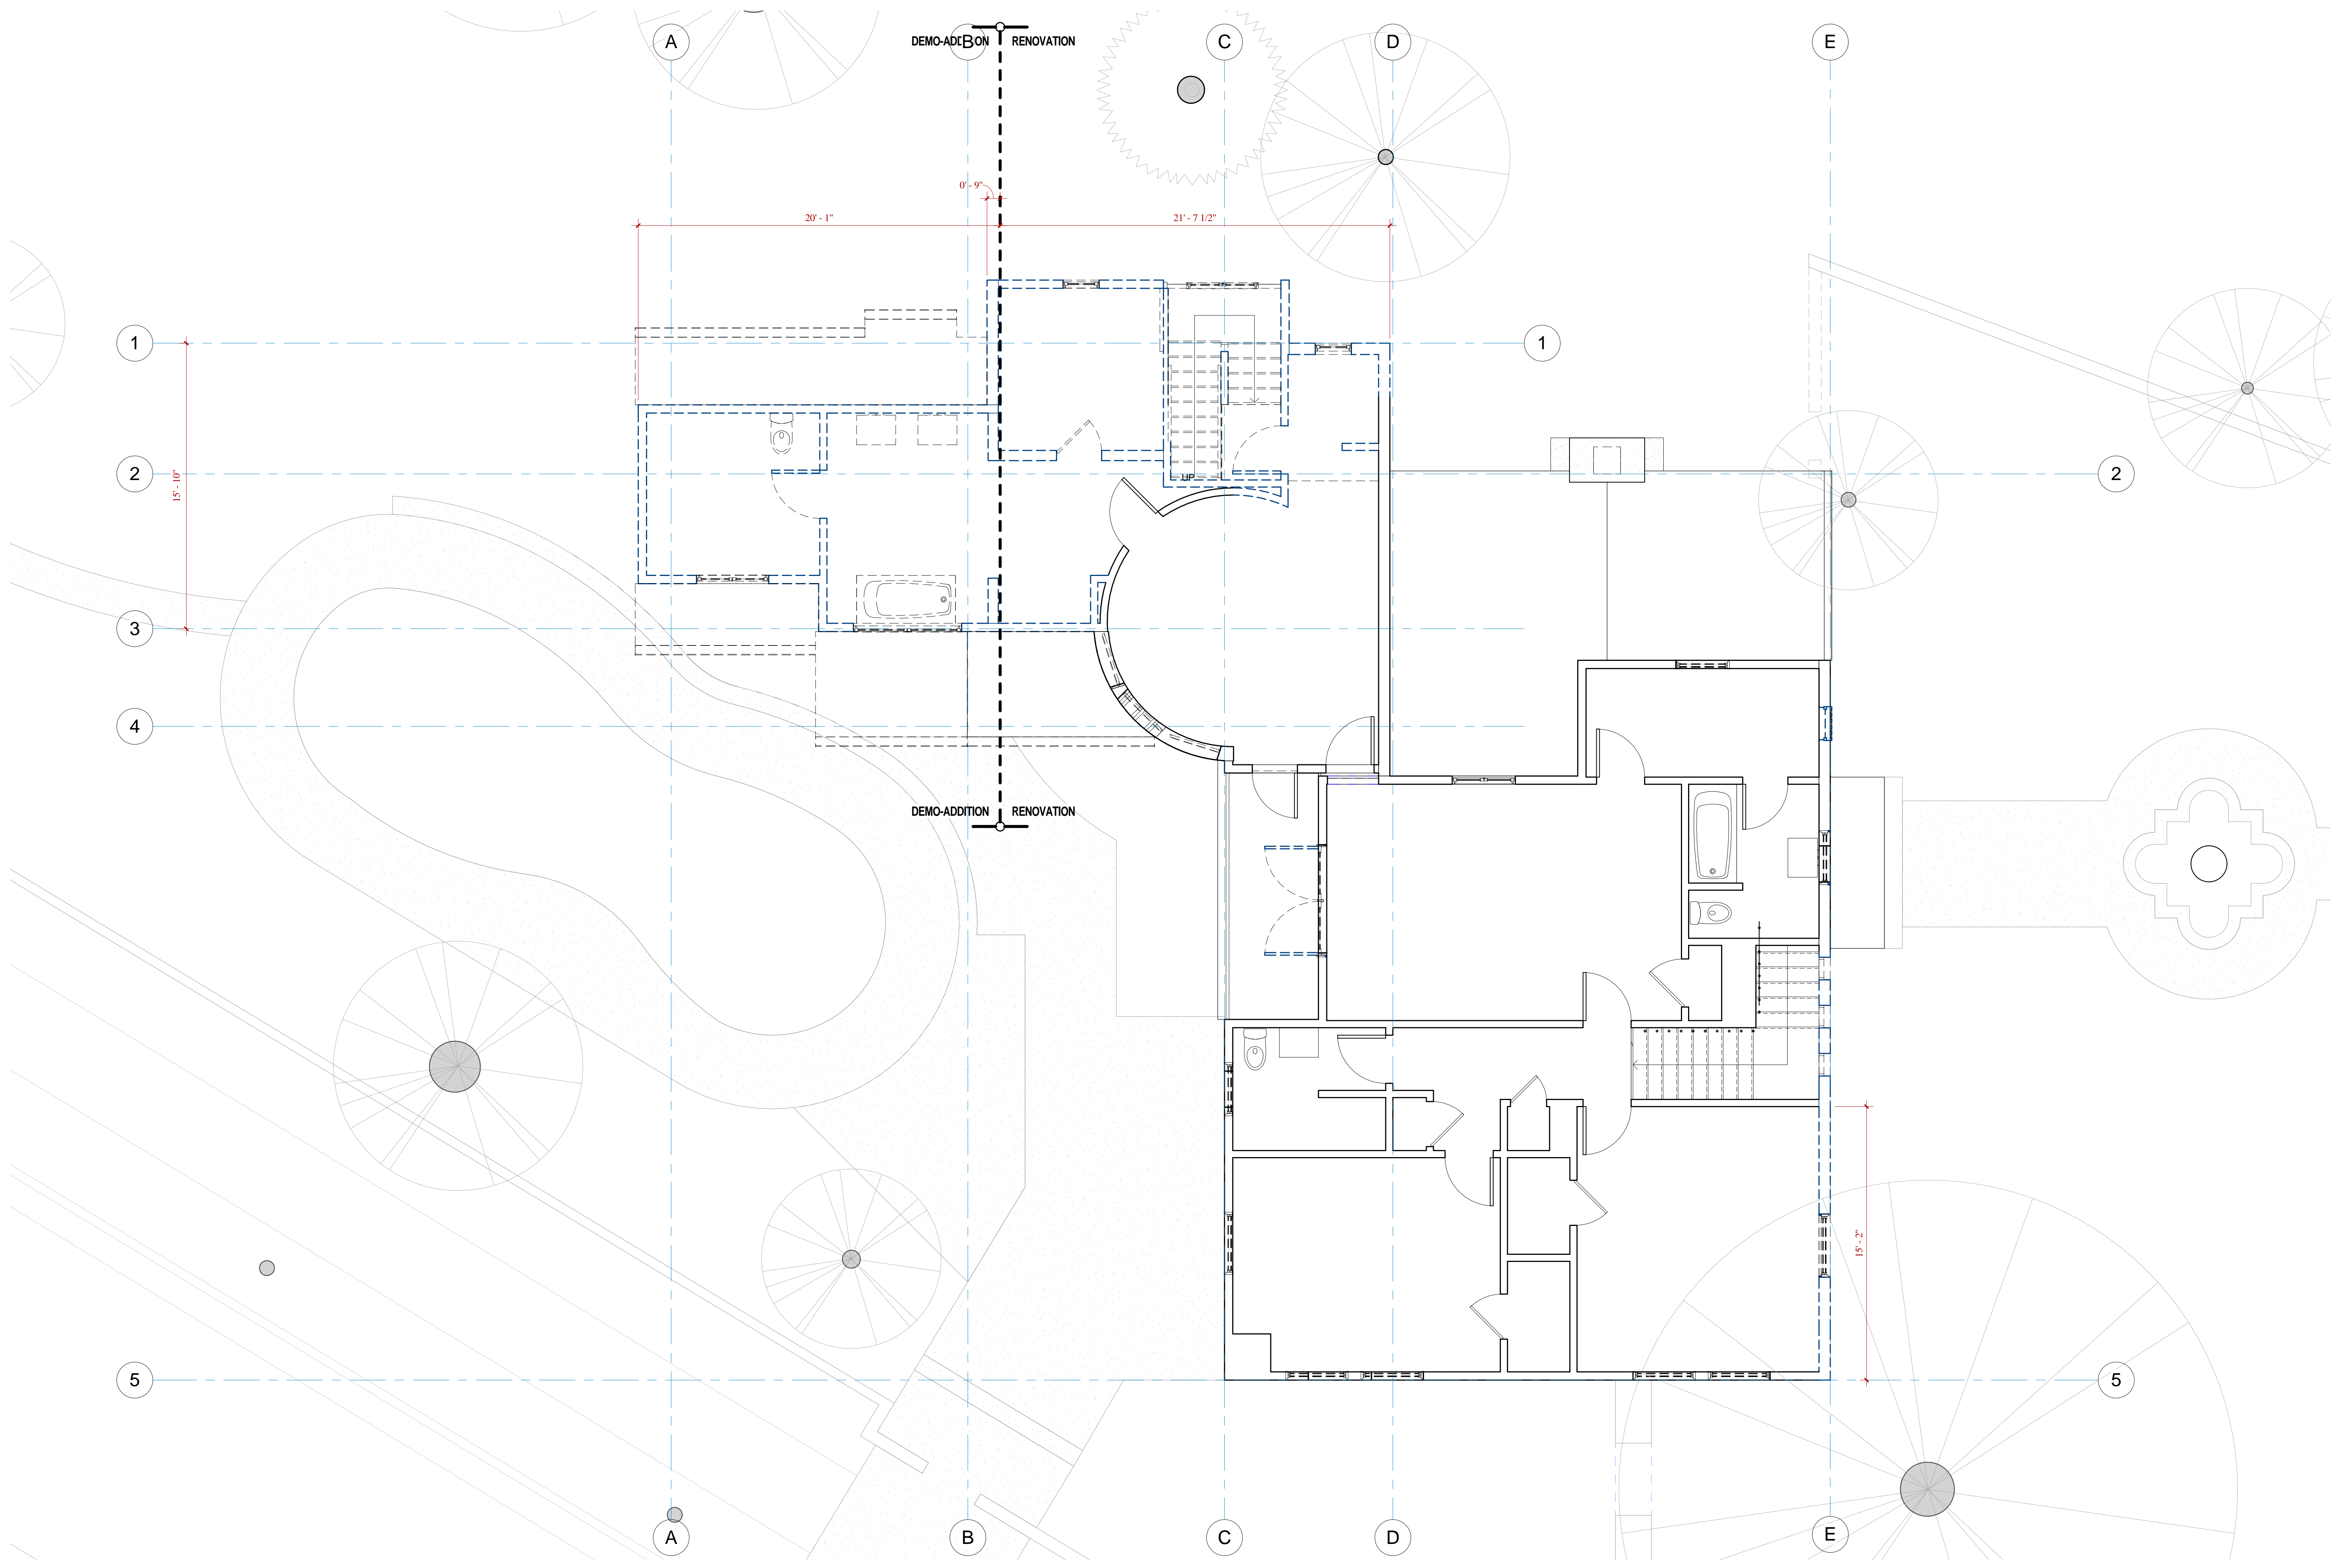 A
B
C
D
E
DEMO-ADDITION
RENOVATION
0' - 9"
20' - 1"
21' - 7 1/2"
1
1
2
UP
2
15' - 10"
3
4
DEMO-ADDITION
RENOVATION
15' - 2"
5
5
A
B
C
D
E